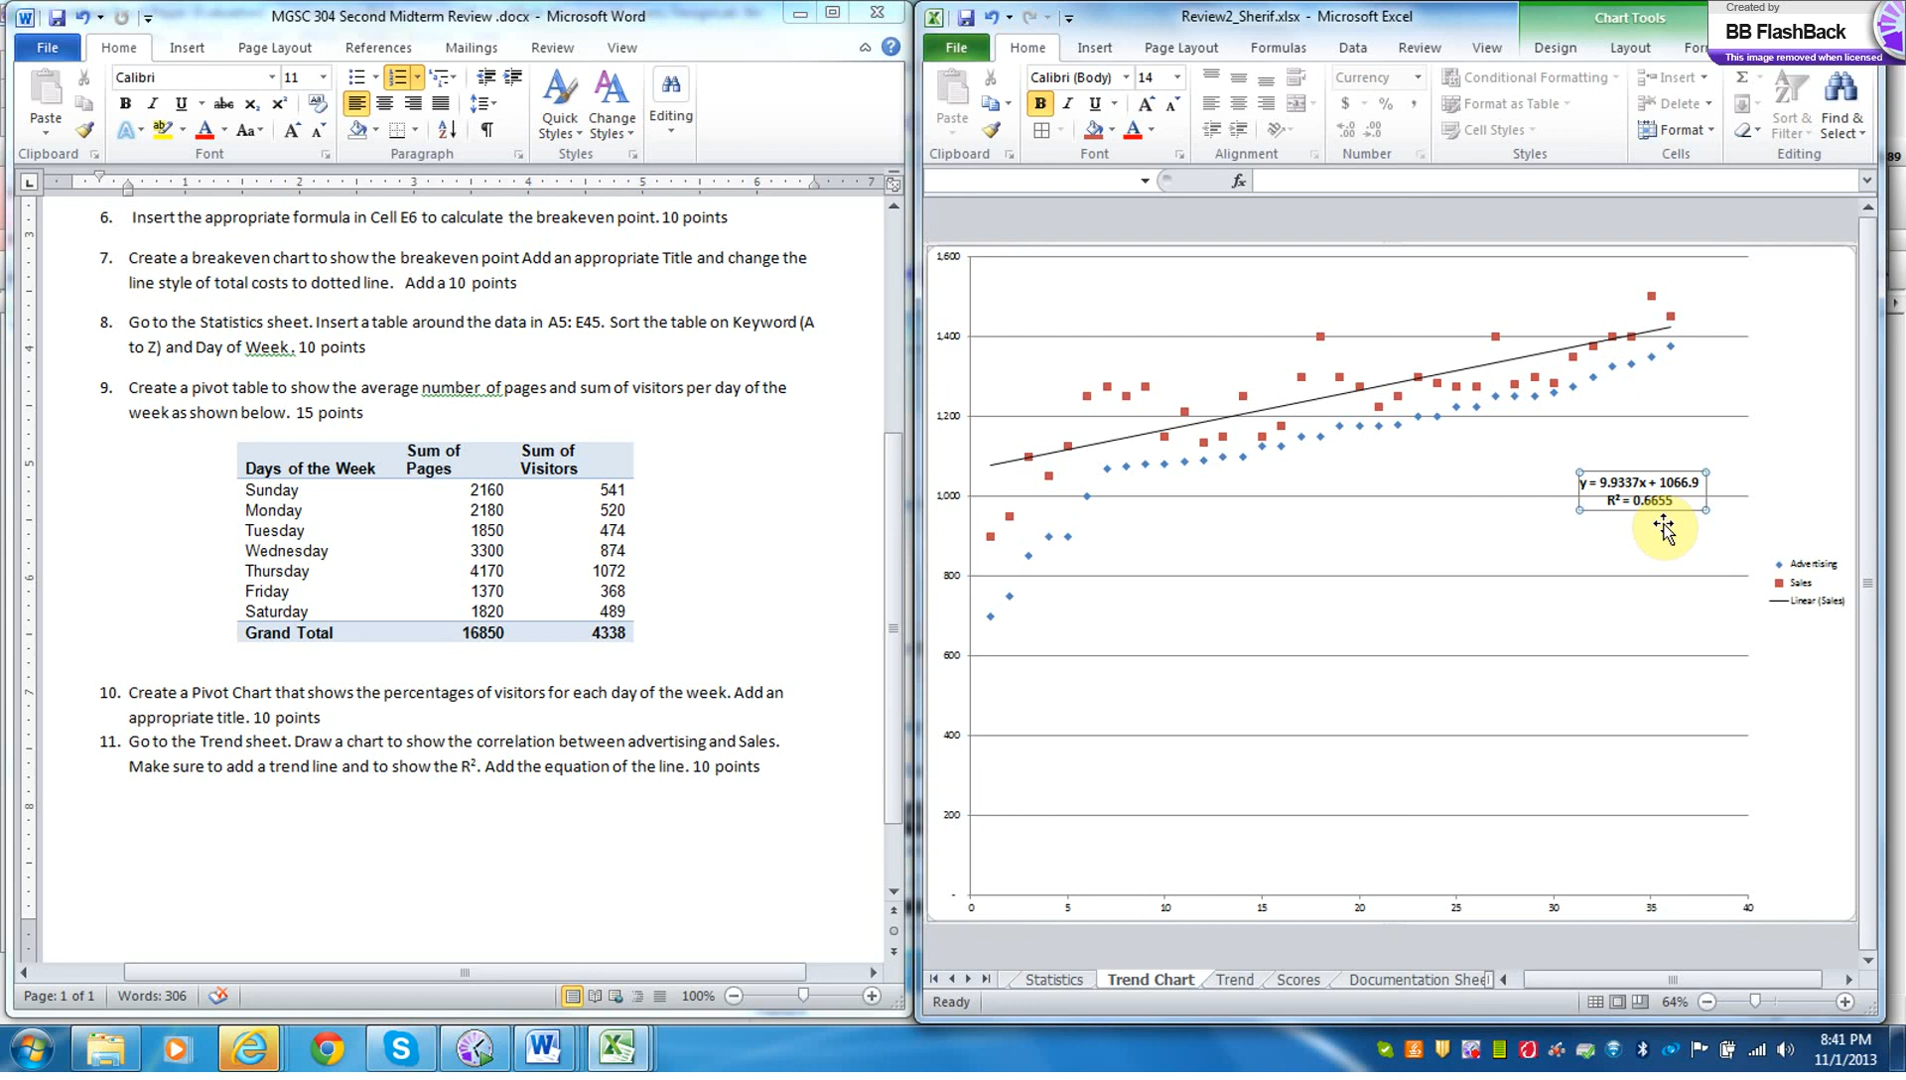 MGSC 304 Second Midterm Review .docx - Microsoft Word
File Home Insert Page Layout References Mailings Review View
Calibri 11
Paste
Quick Styles
Change Styles
Editing
Clipboard Font Paragraph Styles
6. Insert the appropriate formula in Cell E6 to calculate the breakeven point. 10 points
7. Create a breakeven chart to show the breakeven point Add an appropriate Title and change the
line style of total costs to dotted line. Add a 10 points
8. Go to the Statistics sheet. Insert a table around the data in A5: E45. Sort the table on Keyword (A
to Z) and Day of Week. 10 points
9. Create a pivot table to show the average number of pages and sum of visitors per day of the
week as shown below. 15 points
Days of the Week Sum of Pages Sum of Visitors
Sunday 2160 541
Monday 2180 520
Tuesday 1850 474
Wednesday 3300 874
Thursday 4170 1072
Friday 1370 368
Saturday 1820 489
Grand Total 16850 4338
10. Create a Pivot Chart that shows the percentages of visitors for each day of the week. Add an
appropriate title. 10 points
11. Go to the Trend sheet. Draw a chart to show the correlation between advertising and Sales.
Make sure to add a trend line and to show the R². Add the equation of the line. 10 points
Page: 1 of 1 Words: 306 100%
Review2_Sherif.xlsx - Microsoft Excel
Chart Tools
Created by
BB FlashBack
This image removed when licensed
File Home Insert Page Layout Formulas Data Review View Design Layout
Calibri (Body) 14
Currency
Conditional Formatting
Format as Table
Cell Styles
Insert
Delete
Format
Sort & Filter
Find & Select
Paste
Clipboard Font Alignment Number Styles Cells Editing
1,600
1,400
1,200
1,000
800
600
400
200
-
0 5 10 15 20 25 30 35 40
y = 9.9337x + 1066.9
R² = 0.6655
Advertising
Sales
Linear (Sales)
Statistics Trend Chart Trend Scores Documentation Shee
Ready 64%
8:41 PM
11/1/2013